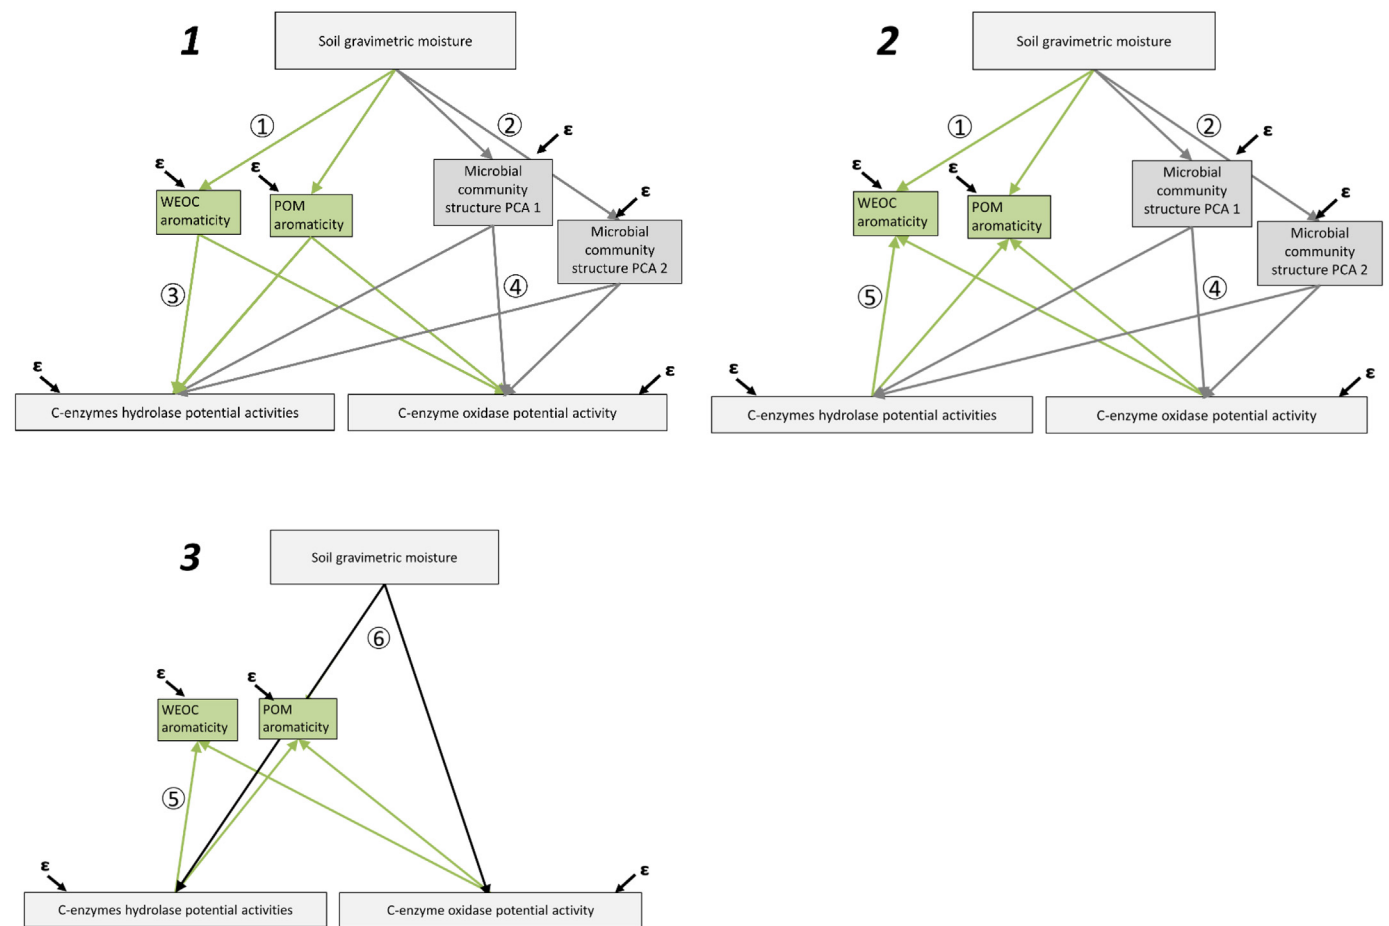 1
Soil gravimetric moisture
①
②
ε
ε
ε
ε
WEOC
aromaticity
POM
aromaticity
Microbial
community
structure PCA 1
Microbial
community
structure PCA 2
③
④
ε
ε
C-enzymes hydrolase potential activities
C-enzyme oxidase potential activity
2
Soil gravimetric moisture
①
②
ε
ε
ε
ε
WEOC
aromaticity
POM
aromaticity
Microbial
community
structure PCA 1
Microbial
community
structure PCA 2
⑤
④
ε
ε
C-enzymes hydrolase potential activities
C-enzyme oxidase potential activity
3
Soil gravimetric moisture
⑥
ε
ε
WEOC
aromaticity
POM
aromaticity
⑤
ε
ε
C-enzymes hydrolase potential activities
C-enzyme oxidase potential activity